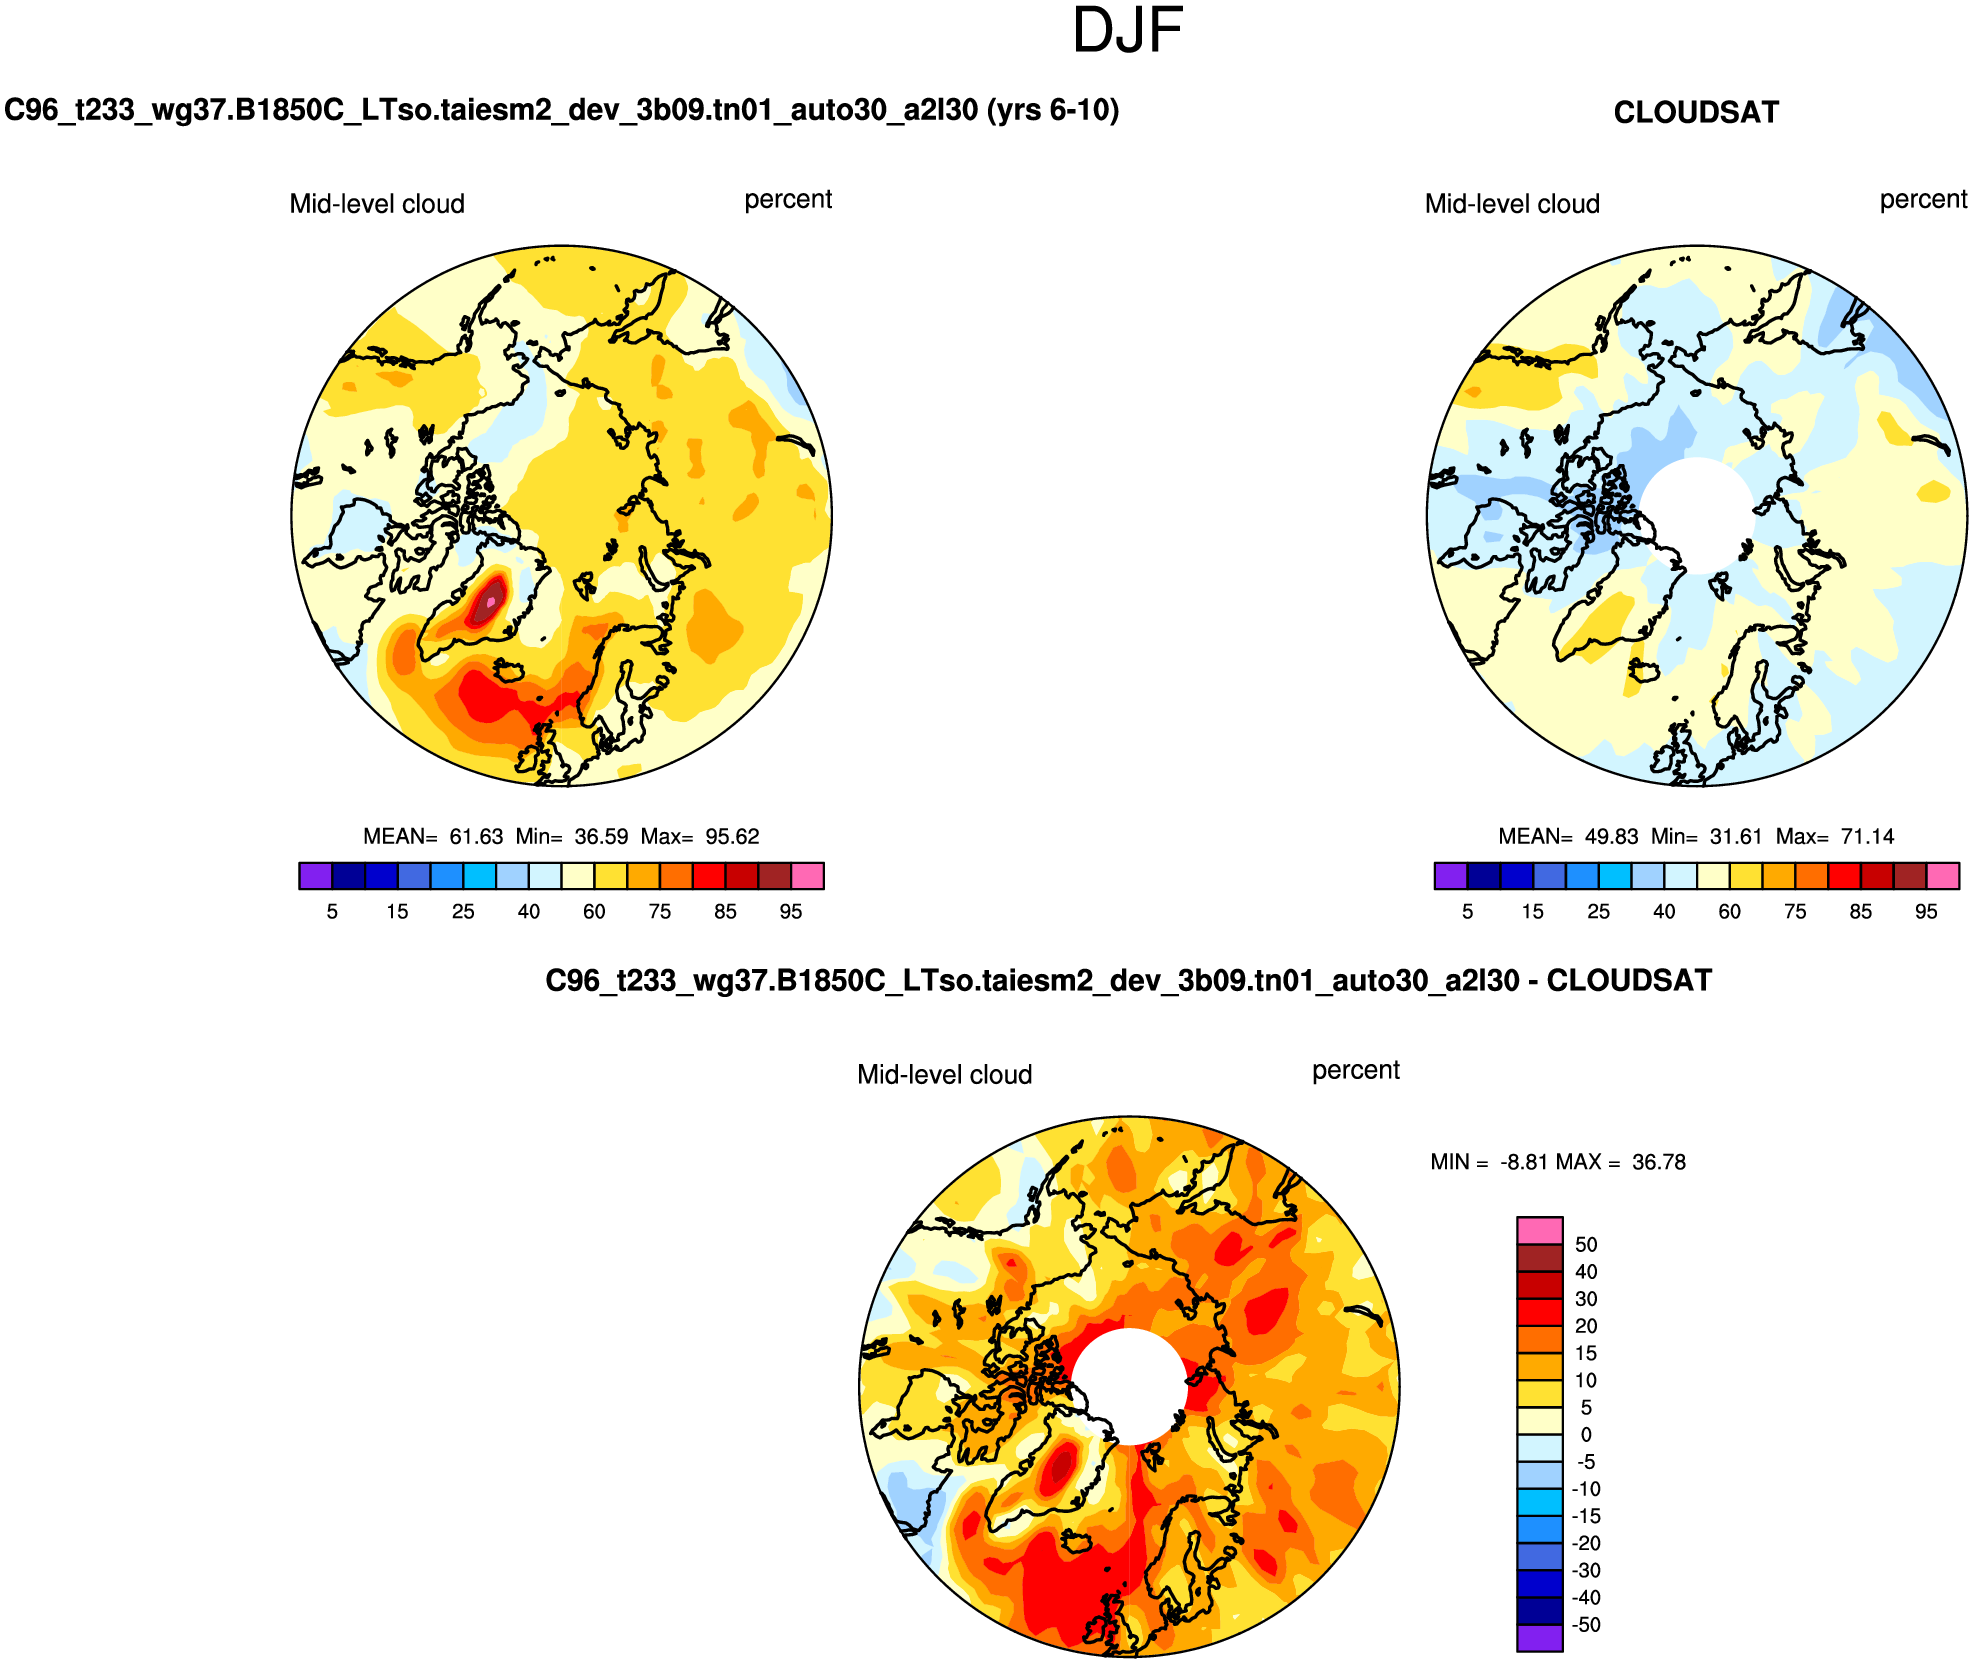 DJF
C96_t233_wg37.B1850C_LTso.taiesm2_dev_3b09.tn01_auto30_a2l30 (yrs 6-10)
CLOUDSAT
Mid-level cloud percent
Mid-level cloud percent
MEAN= 61.63 Min= 36.59 Max= 95.62
5 15 25 40 60 75 85 95
MEAN= 49.83 Min= 31.61 Max= 71.14
5 15 25 40 60 75 85 95
C96_t233_wg37.B1850C_LTso.taiesm2_dev_3b09.tn01_auto30_a2l30 - CLOUDSAT
Mid-level cloud percent
MIN = -8.81 MAX = 36.78
50
40
30
20
15
10
5
0
-5
-10
-15
-20
-30
-40
-50